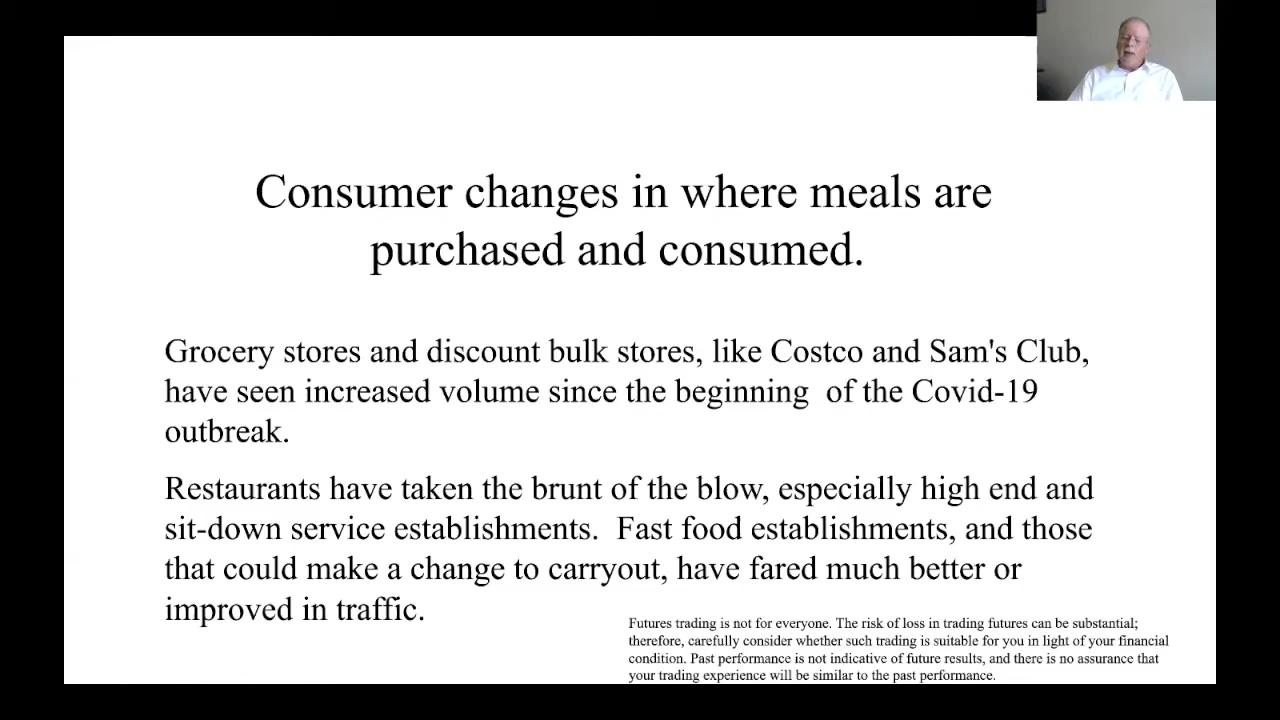 Consumer changes in where meals are
purchased and consumed.
Grocery stores and discount bulk stores, like Costco and Sam's Club,
have seen increased volume since the beginning  of the Covid-19
outbreak.
Restaurants have taken the brunt of the blow, especially high end and
sit-down service establishments.  Fast food establishments, and those
that could make a change to carryout, have fared much better or
improved in traffic.
Futures trading is not for everyone. The risk of loss in trading futures can be substantial;
therefore, carefully consider whether such trading is suitable for you in light of your financial
condition. Past performance is not indicative of future results, and there is no assurance that
your trading experience will be similar to the past performance.